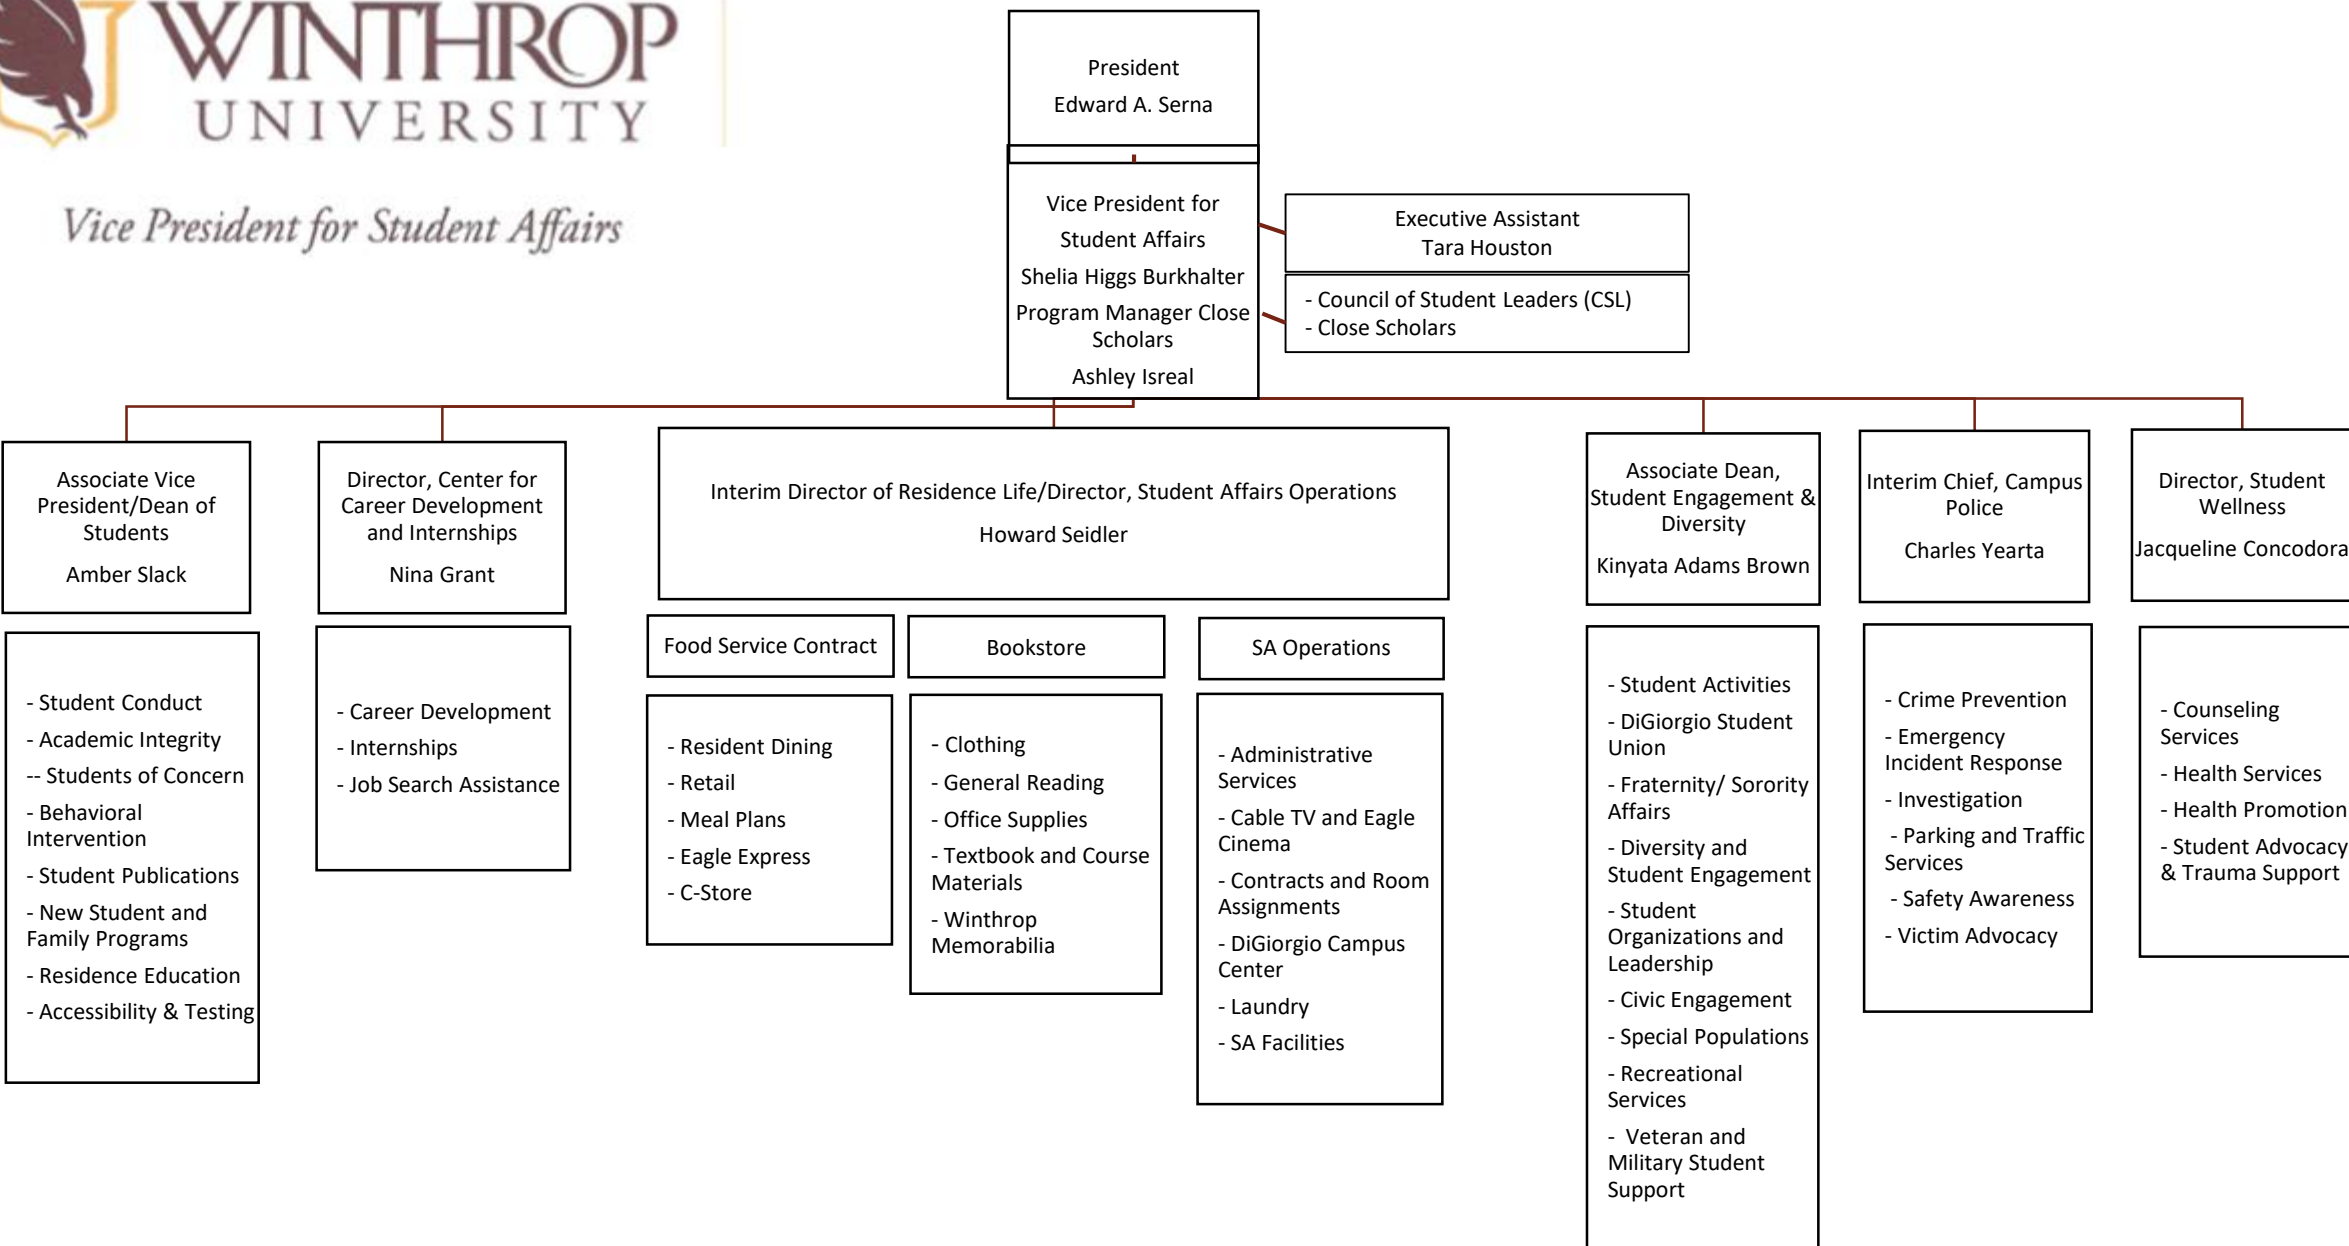 WINTHROP
UNIVERSITY
Vice President for Student Affairs
President
Edward A. Serna
Vice President for
Student Affairs
Shelia Higgs Burkhalter
Program Manager Close
Scholars
Ashley Isreal
Executive Assistant
Tara Houston
- Council of Student Leaders (CSL)
- Close Scholars
Associate Vice
President/Dean of
Students
Amber Slack
- Student Conduct
- Academic Integrity
-- Students of Concern
- Behavioral
Intervention
- Student Publications
- New Student and
Family Programs
- Residence Education
- Accessibility & Testing
Director, Center for
Career Development
and Internships
Nina Grant
- Career Development
- Internships
- Job Search Assistance
Interim Director of Residence Life/Director, Student Affairs Operations
Howard Seidler
Food Service Contract
- Resident Dining
- Retail
- Meal Plans
- Eagle Express
- C-Store
Bookstore
- Clothing
- General Reading
- Office Supplies
- Textbook and Course
Materials
- Winthrop
Memorabilia
SA Operations
- Administrative
Services
- Cable TV and Eagle
Cinema
- Contracts and Room
Assignments
- DiGiorgio Campus
Center
- Laundry
- SA Facilities
Associate Dean,
Student Engagement &
Diversity
Kinyata Adams Brown
- Student Activities
- DiGiorgio Student
Union
- Fraternity/ Sorority
Affairs
- Diversity and
Student Engagement
- Student
Organizations and
Leadership
- Civic Engagement
- Special Populations
- Recreational
Services
- Veteran and
Military Student
Support
Interim Chief, Campus
Police
Charles Yearta
- Crime Prevention
- Emergency
Incident Response
- Investigation
- Parking and Traffic
Services
- Safety Awareness
- Victim Advocacy
Director, Student
Wellness
Jacqueline Concodora
- Counseling
Services
- Health Services
- Health Promotion
- Student Advocacy
& Trauma Support